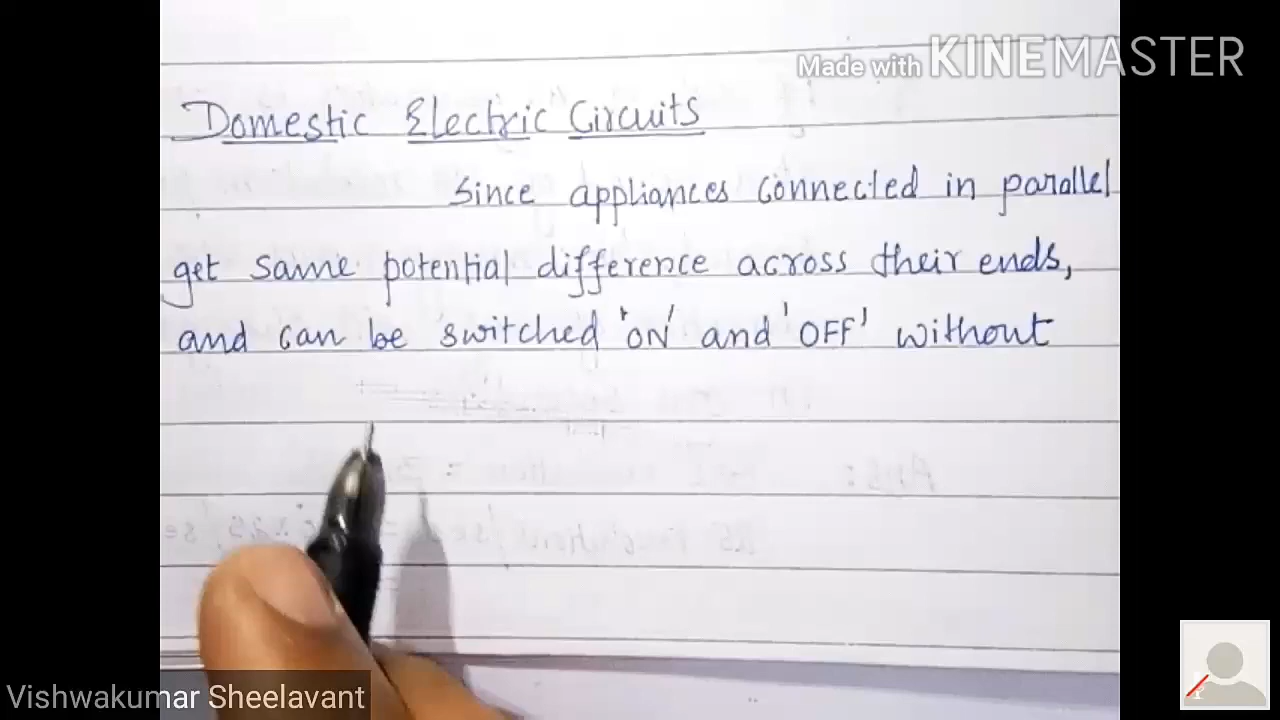 Made with KINEMASTER
Domestic Electric Circuits
Since appliances connected in parallel
get same potential difference across their ends,
and can be switched 'ON' and 'OFF' without
Vishwakumar Sheelavant